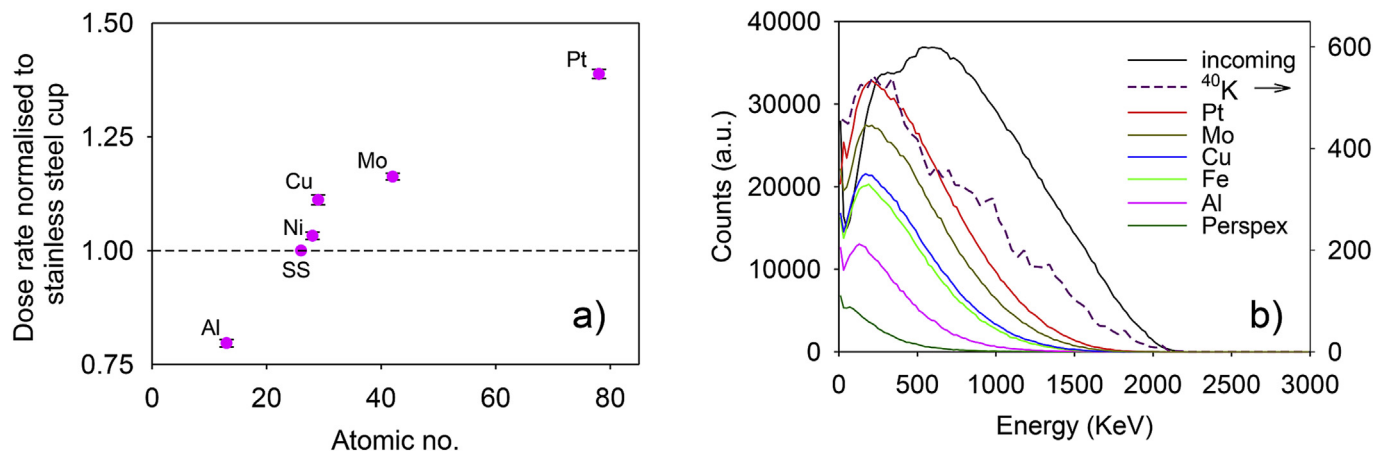 Dose rate normalised to
stainless steel cup
1.50
1.25
1.00
0.75
Pt
Mo
Cu
Ni
SS
Al
a)
0
20
40
60
80
Atomic no.
Counts (a.u.)
40000
30000
20000
10000
0
incoming
⁴⁰K
Pt
Mo
Cu
Fe
Al
Perspex
b)
600
400
200
0
0
500
1000
1500
2000
2500
3000
Energy (KeV)